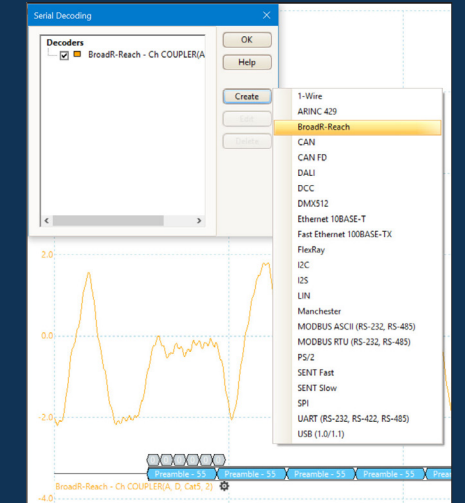 Serial Decoding
Decoders
BroadR-Reach - Ch COUPLER(A
OK
Help
Create
Edit
Delete
1-Wire
ARINC 429
BroadR-Reach
CAN
CAN FD
DALI
DCC
DMX512
Ethernet 10BASE-T
Fast Ethernet 100BASE-TX
FlexRay
I2C
I2S
LIN
Manchester
MODBUS ASCII (RS-232, RS-485)
MODBUS RTU (RS-232, RS-485)
PS/2
SENT Fast
SENT Slow
SPI
UART (RS-232, RS-422, RS-485)
USB (1.0/1.1)
2.0
0.0
-2.0
Preamble - 55 Preamble - 55 Preamble - 55 Preamble - 55 Prea
BroadR-Reach - Ch COUPLER(A, D, Cat5, 2)
-4.0